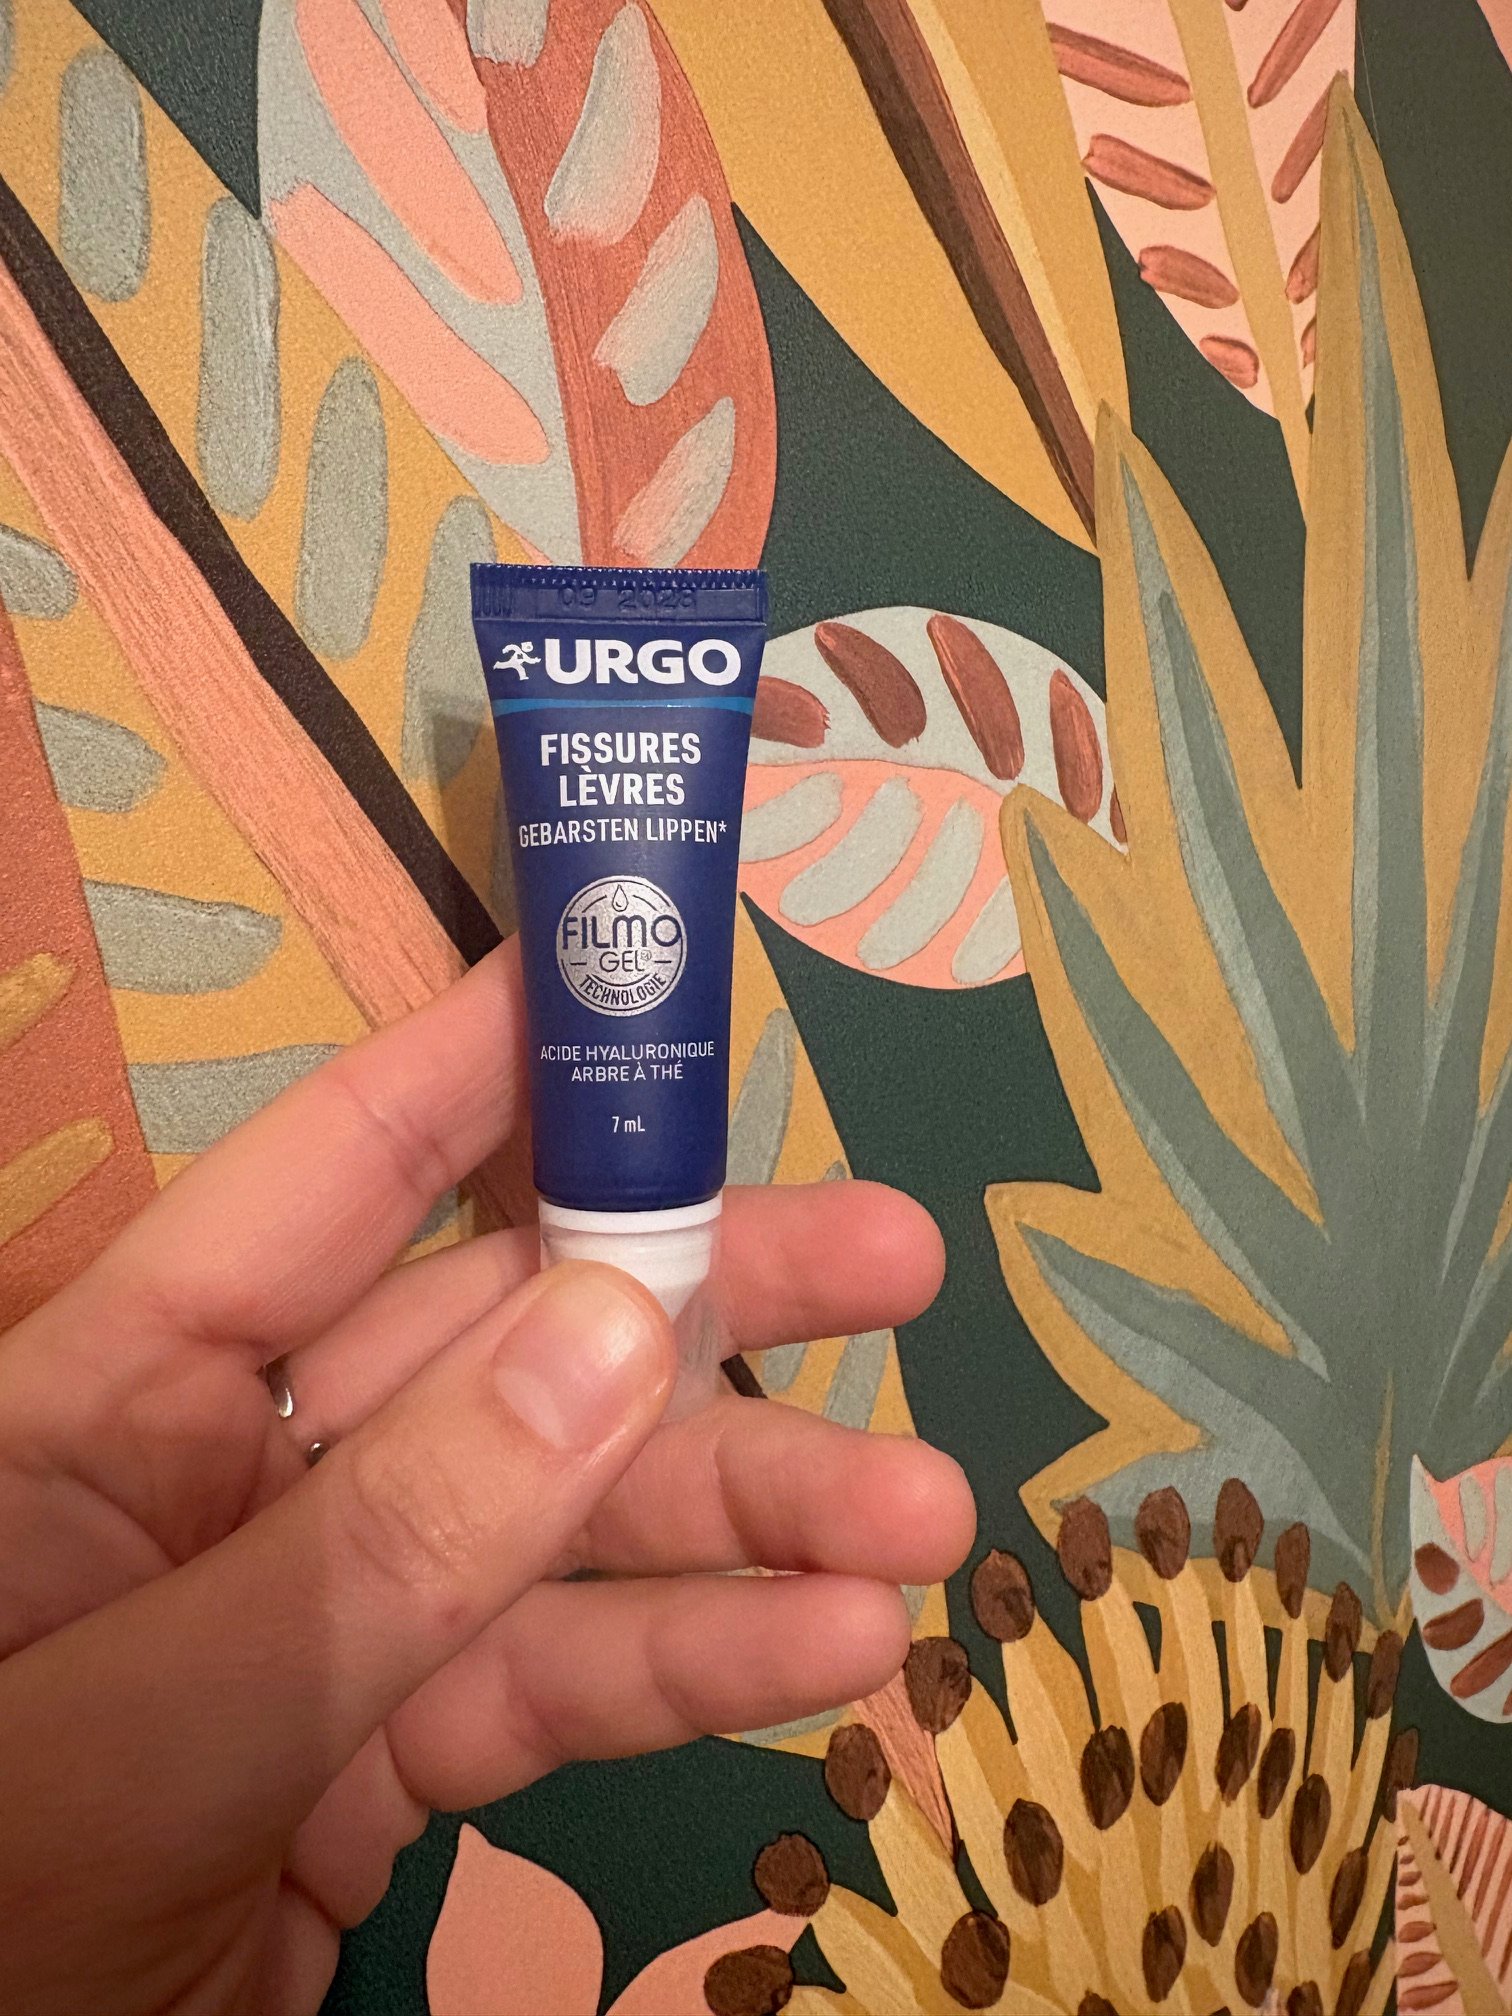 09 2028
URGO
FISSURES
LÈVRES
GEBARSTEN LIPPEN*
FILMO
GEL®
TECHNOLOGIE
ACIDE HYALURONIQUE
ARBRE À THÉ
7 mL